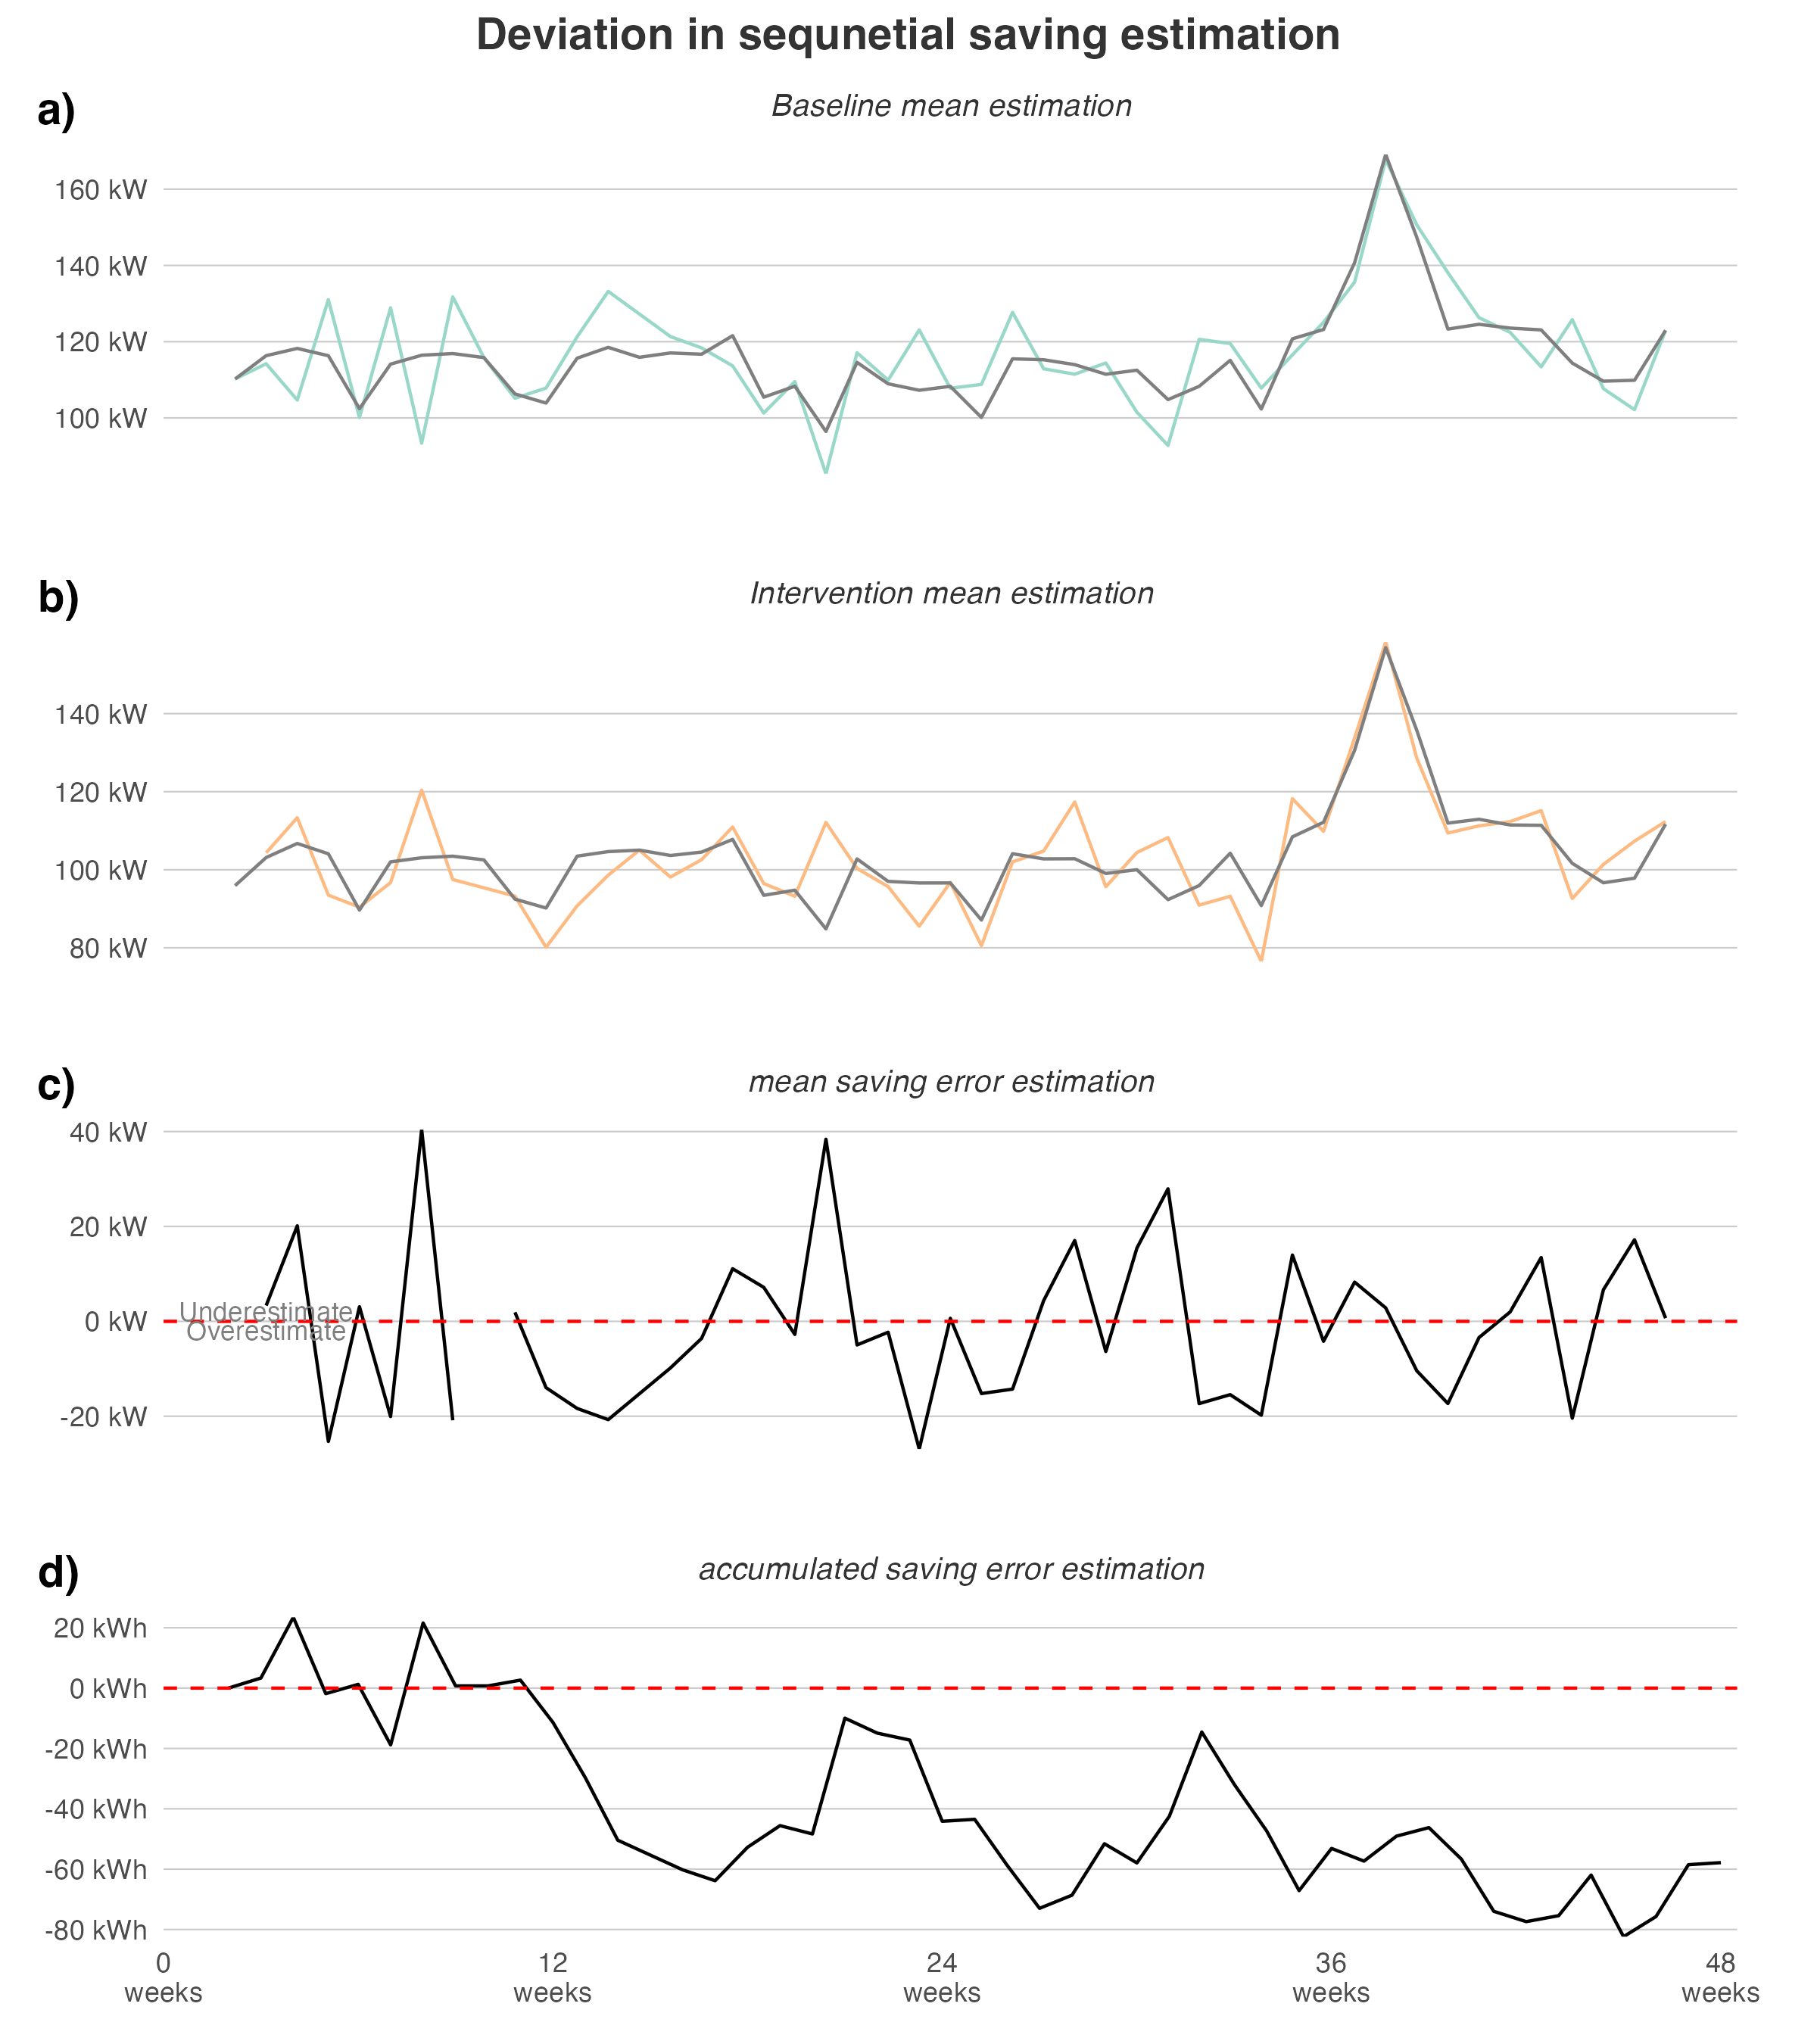 Deviation in sequnetial saving estimation
a)
Baseline mean estimation
160 kW
140 kW
120 kW
100 kW
b)
Intervention mean estimation
140 kW
120 kW
100 kW
80 kW
c)
mean saving error estimation
40 kW
20 kW
Underestimate
0 kW
Overestimate
-20 kW
d)
accumulated saving error estimation
20 kWh
0 kWh
-20 kWh
-40 kWh
-60 kWh
-80 kWh
0 12 24 36 48
weeks weeks weeks weeks weeks